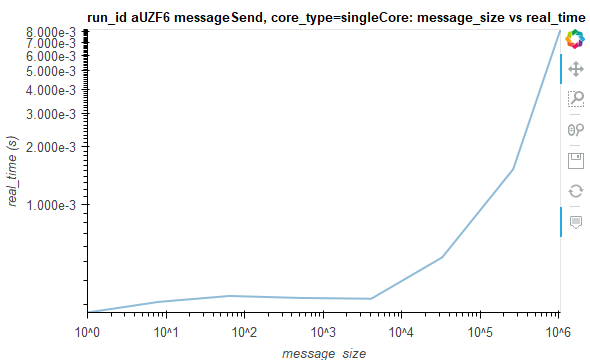 run_id aUZF6 messageSend, core_type=singleCore: message_size vs real_time
8.000e-3
7.000e-3
6.000e-3
5.000e-3
4.000e-3
3.000e-3
2.000e-3
1.000e-3
real_time (s)
10^0 10^1 10^2 10^3 10^4 10^5 10^6
message_size